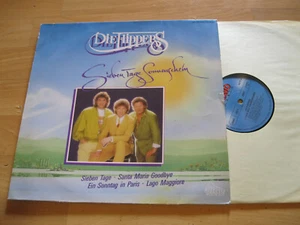 DIE FLIPPERS
Sieben Tage Sonnenschein
Sieben Tage · Santa Maria Goodbye
Ein Sonntag in Paris · Lago Maggiore